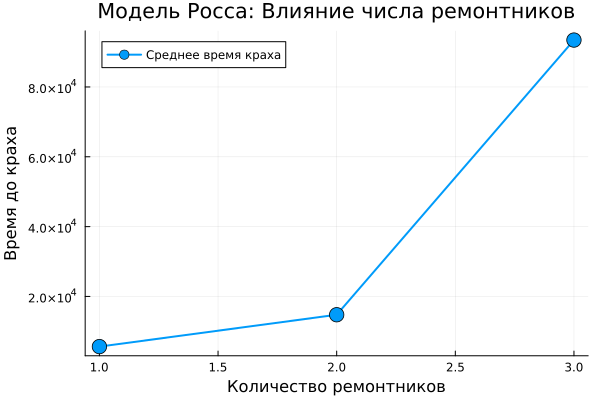 Модель Росса: Влияние числа ремонтников
Среднее время краха
Время до краха
8.0×10⁴
6.0×10⁴
4.0×10⁴
2.0×10⁴
1.0 1.5 2.0 2.5 3.0
Количество ремонтников